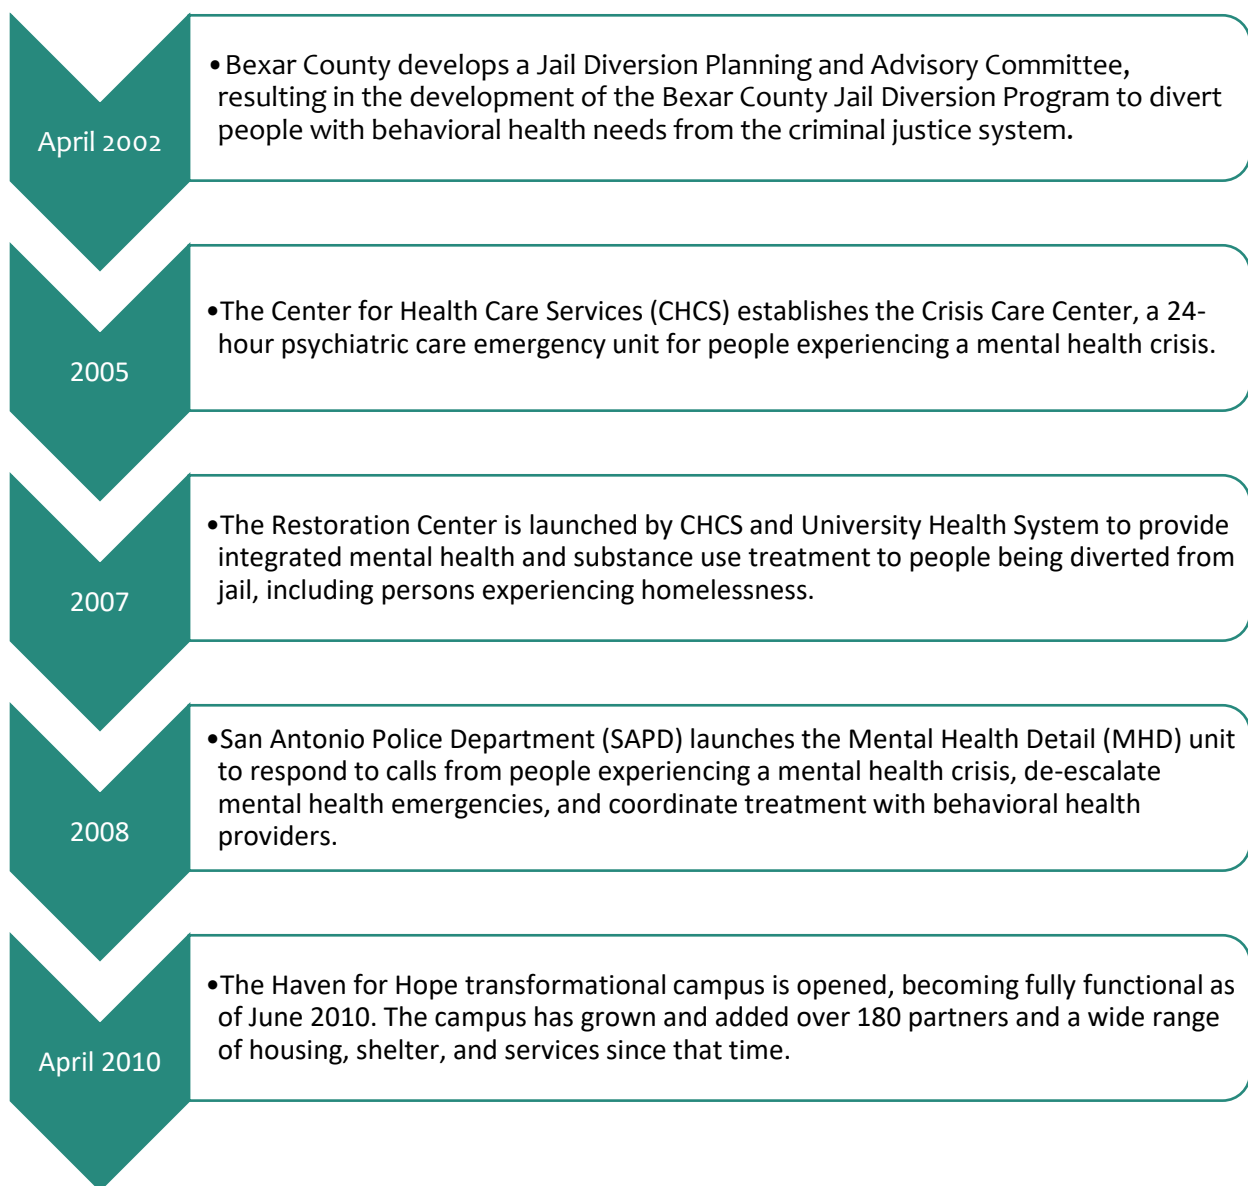 April 2002
•Bexar County develops a Jail Diversion Planning and Advisory Committee,
resulting in the development of the Bexar County Jail Diversion Program to divert
people with behavioral health needs from the criminal justice system.
2005
•The Center for Health Care Services (CHCS) establishes the Crisis Care Center, a 24-
hour psychiatric care emergency unit for people experiencing a mental health crisis.
2007
•The Restoration Center is launched by CHCS and University Health System to provide
integrated mental health and substance use treatment to people being diverted from
jail, including persons experiencing homelessness.
2008
•San Antonio Police Department (SAPD) launches the Mental Health Detail (MHD) unit
to respond to calls from people experiencing a mental health crisis, de-escalate
mental health emergencies, and coordinate treatment with behavioral health
providers.
April 2010
•The Haven for Hope transformational campus is opened, becoming fully functional as
of June 2010. The campus has grown and added over 180 partners and a wide range
of housing, shelter, and services since that time.